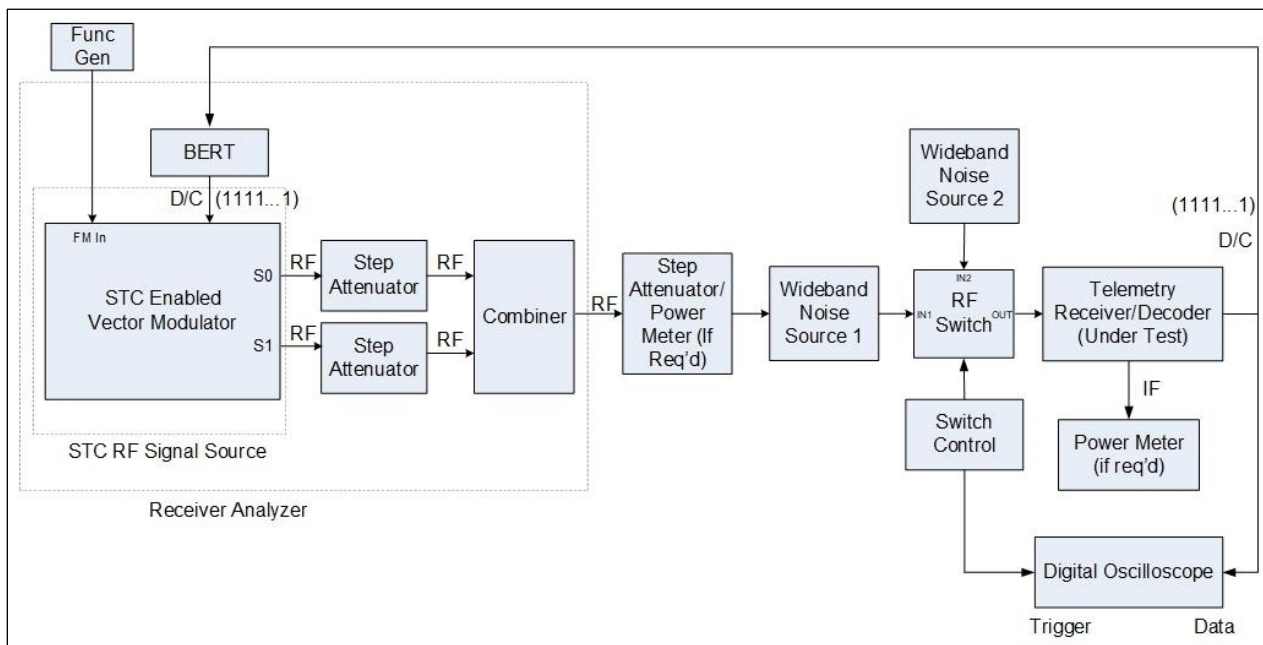 Func
Gen
BERT
D/C (1111...1)
FM In
STC Enabled
Vector Modulator
S0
S1
STC RF Signal Source
Receiver Analyzer
RF
Step
Attenuator
RF
RF
Step
Attenuator
RF
Combiner
RF
Step
Attenuator/
Power
Meter (If
Req'd)
Wideband
Noise
Source 1
Wideband
Noise
Source 2
IN2
IN1
RF
Switch
OUT
Switch
Control
Telemetry
Receiver/Decoder
(Under Test)
(1111...1)
D/C
IF
Power Meter
(if req'd)
Digital Oscilloscope
Trigger
Data